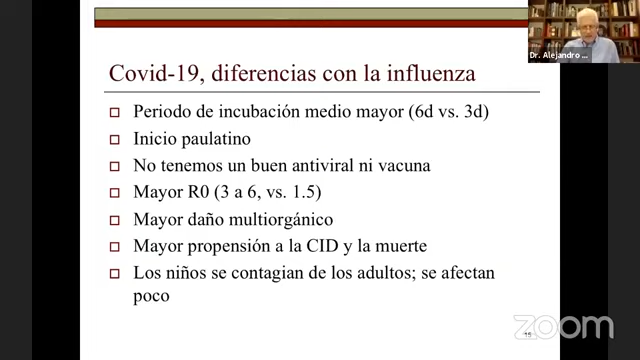 Dr. Alejandro ...
Covid-19, diferencias con la influenza
Periodo de incubación medio mayor (6d vs. 3d)
Inicio paulatino
No tenemos un buen antiviral ni vacuna
Mayor R0 (3 a 6, vs. 1.5)
Mayor daño multiorgánico
Mayor propensión a la CID y la muerte
Los niños se contagian de los adultos; se afectan
poco
15
zoom